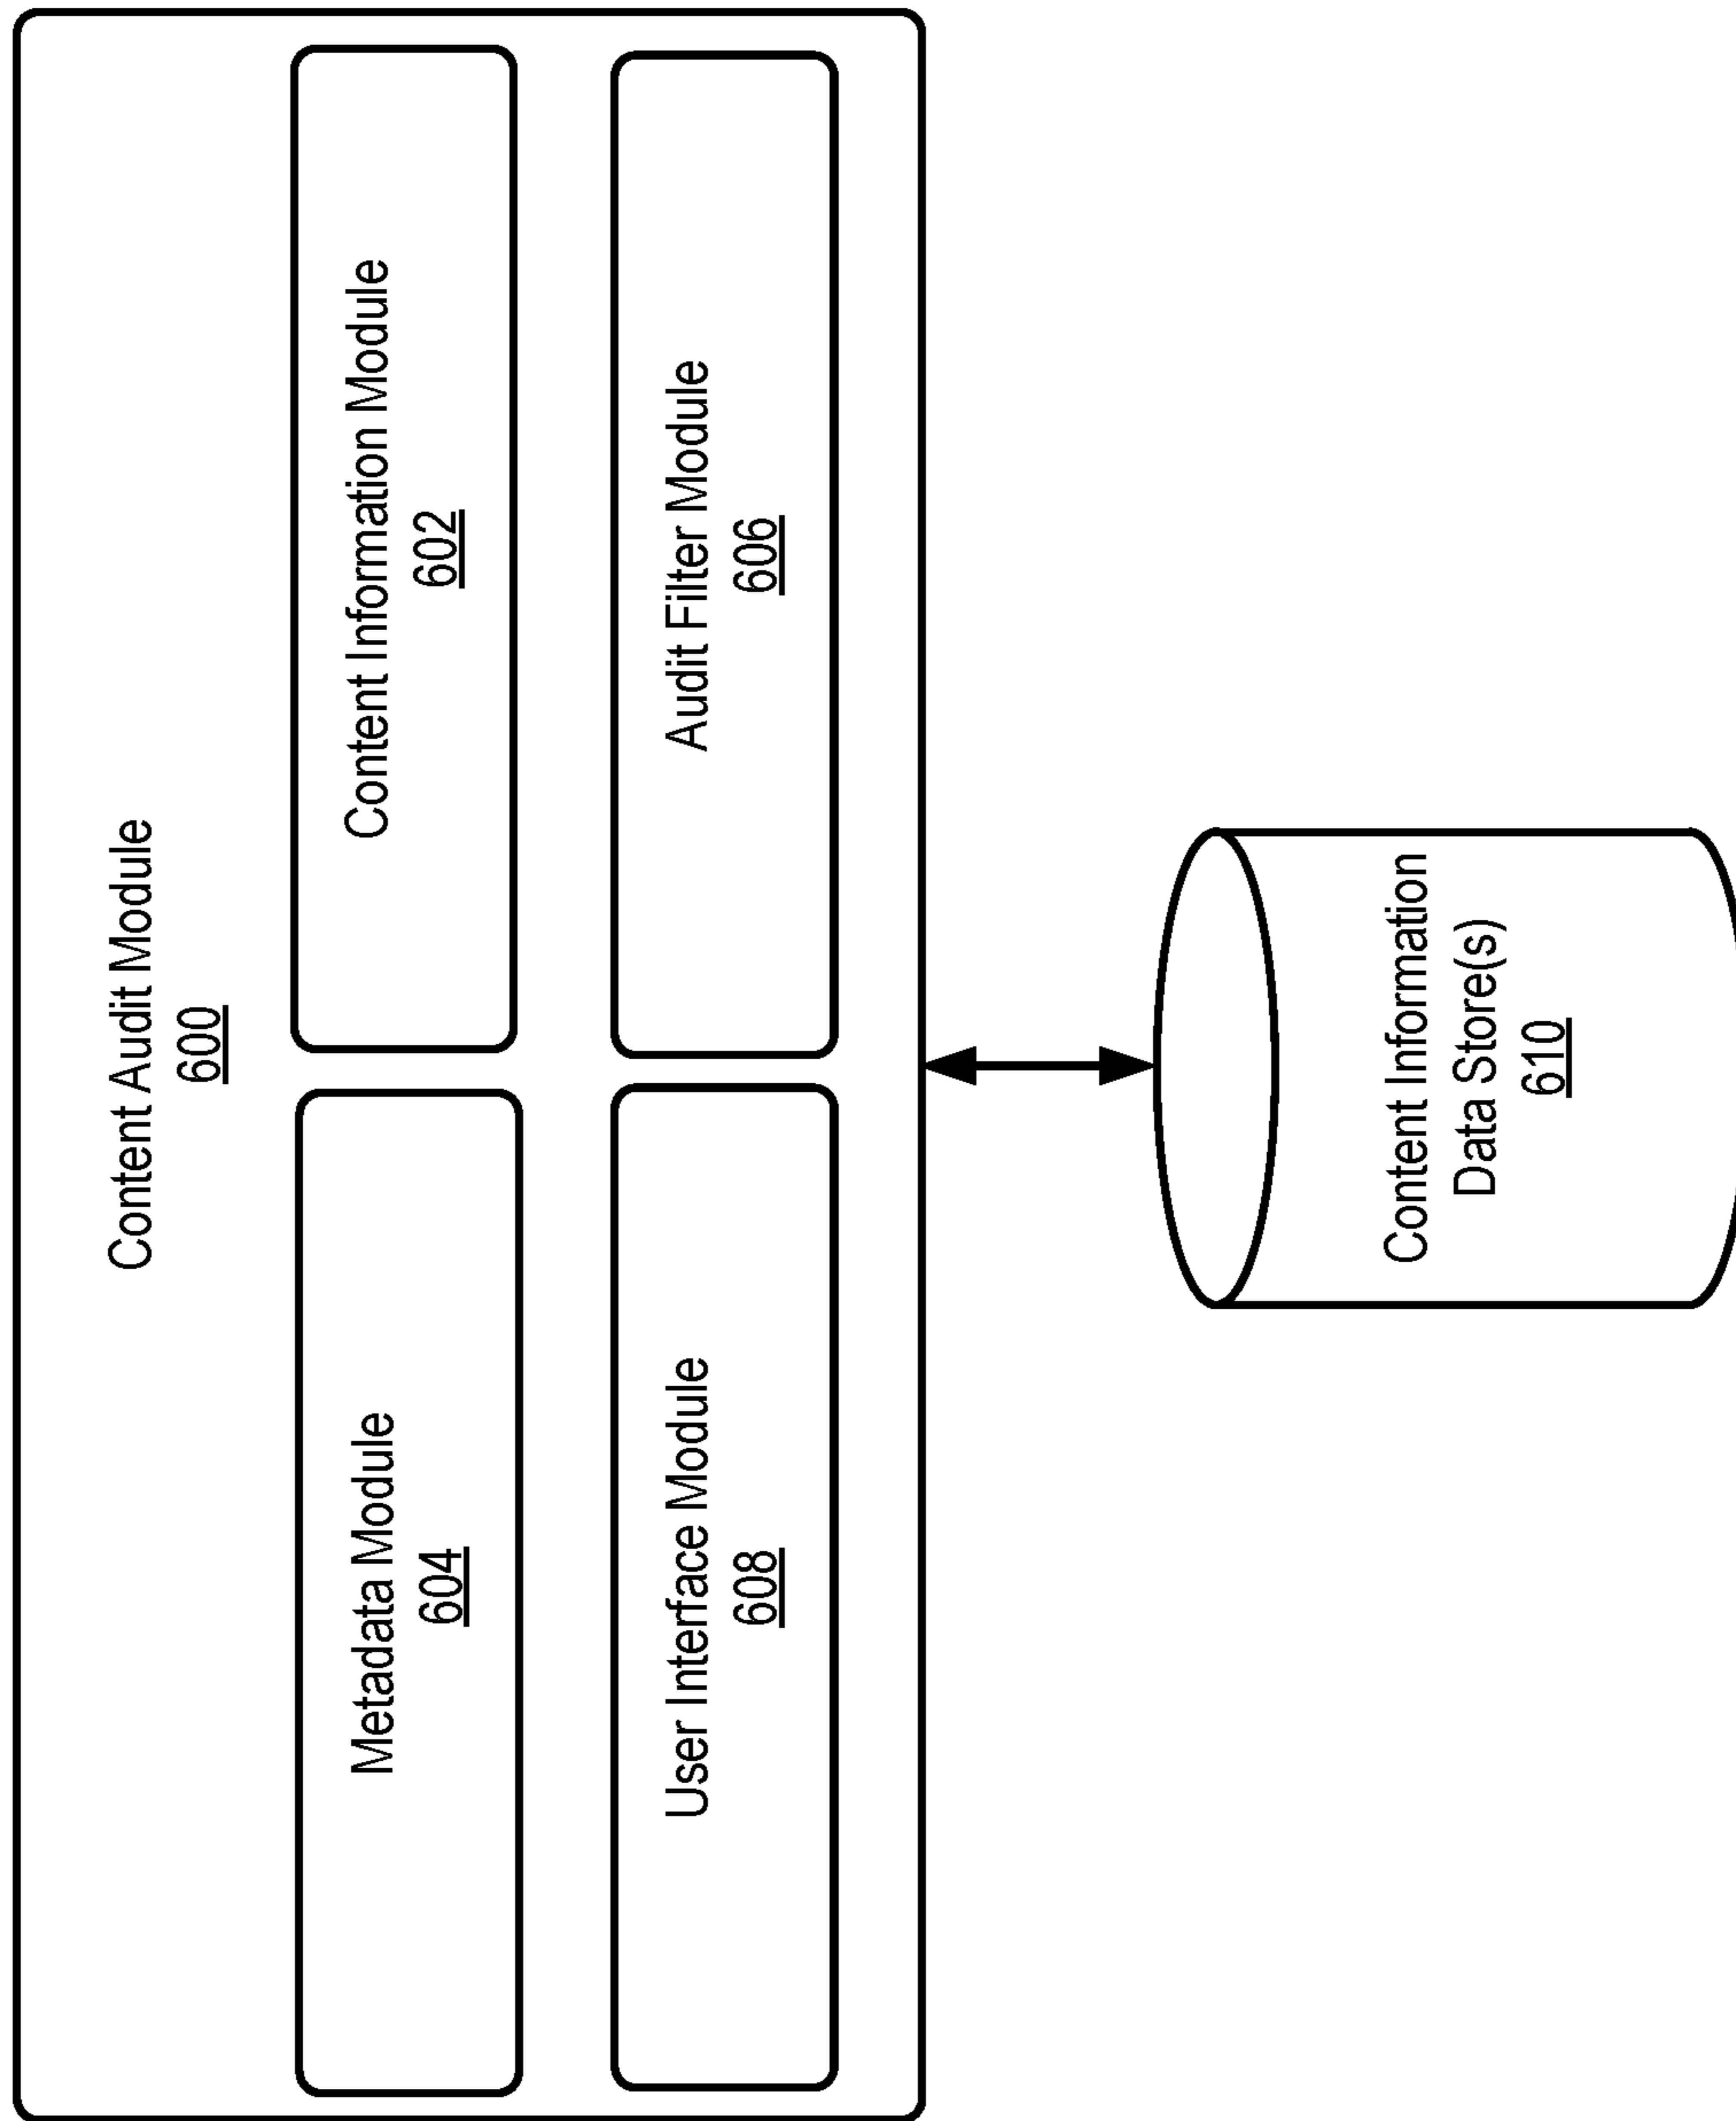 Content Audit Module
600
Metadata Module
604
Content Information Module
602
User Interface Module
608
Audit Filter Module
606
Content Information
Data Store(s)
610